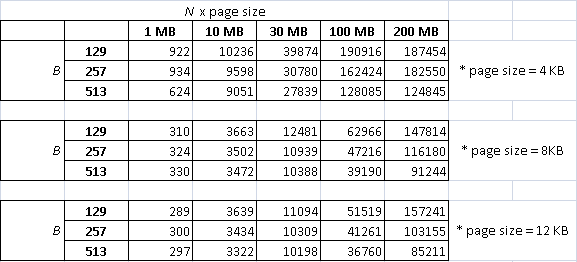 N x page size
1 MB 10 MB 30 MB 100 MB 200 MB
129 922 10236 39874 190916 187454
B 257 934 9598 30780 162424 182550 * page size = 4 KB
513 624 9051 27839 128085 124845
129 310 3663 12481 62966 147814
B 257 324 3502 10939 47216 116180 * page size = 8KB
513 330 3472 10388 39190 91244
129 289 3639 11094 51519 157241
B 257 300 3434 10309 41261 103155 * page size = 12 KB
513 297 3322 10198 36760 85211